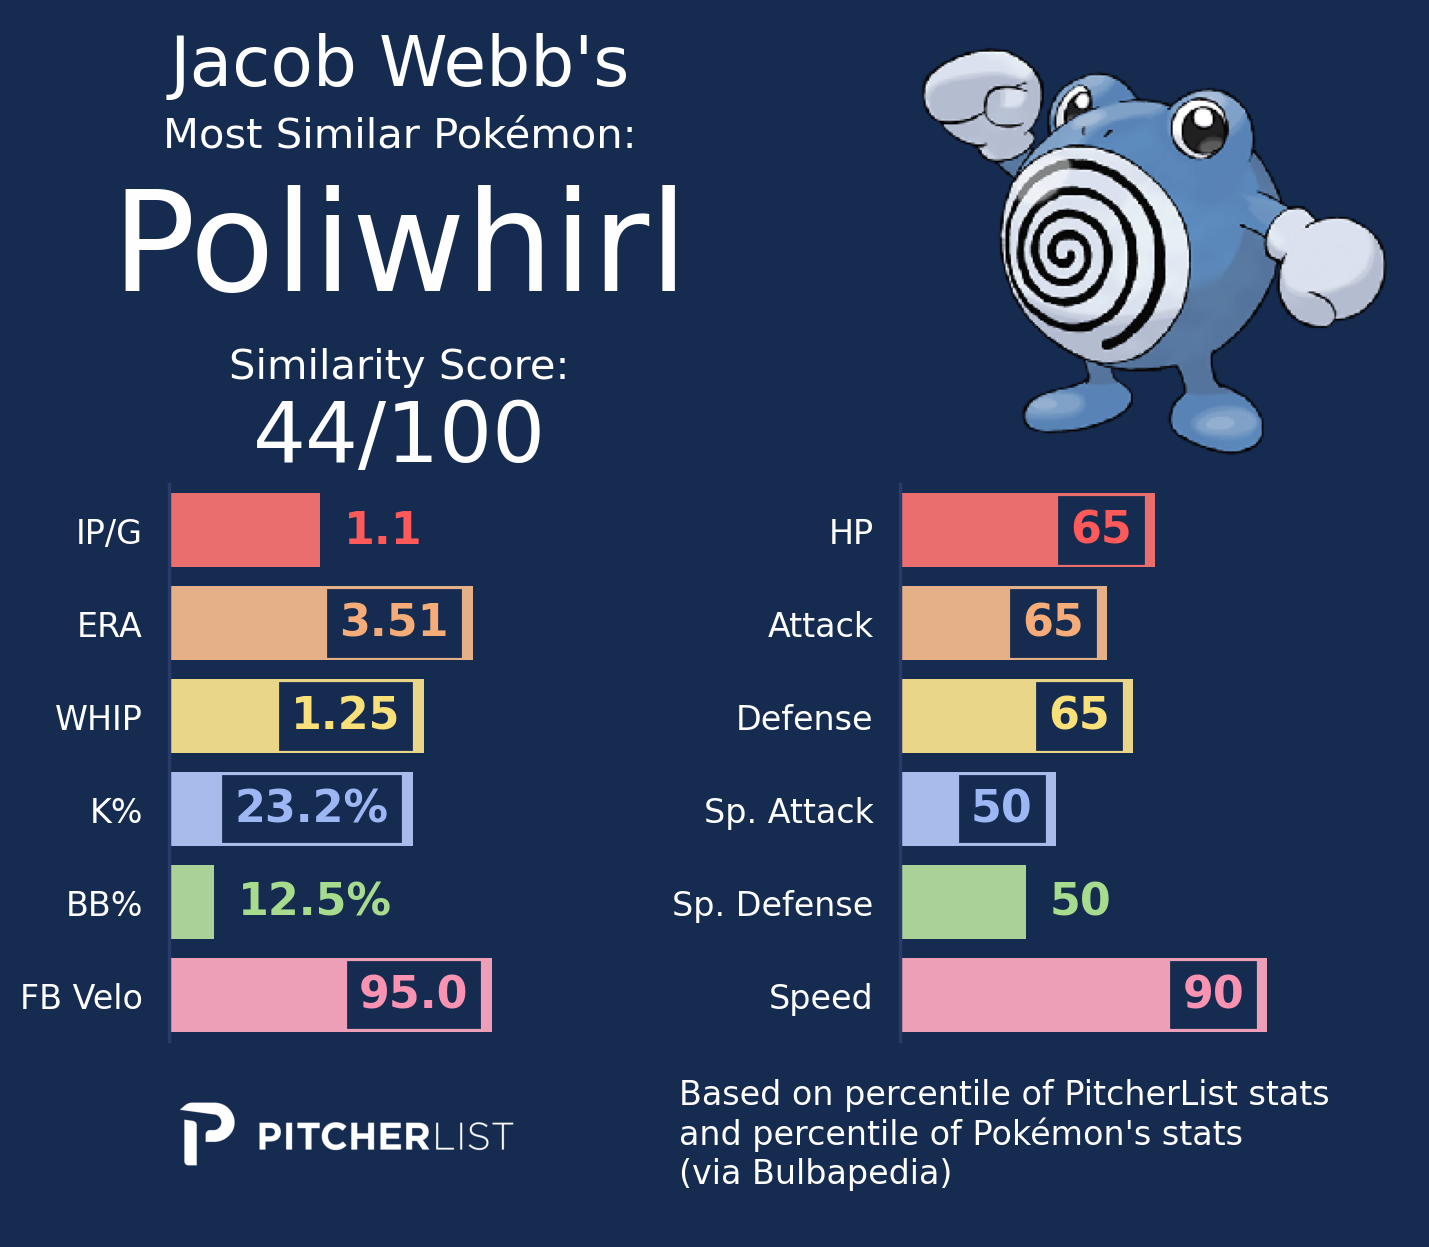 Jacob Webb's
Most Similar Pokémon:
Poliwhirl
Similarity Score:
44/100
IP/G 1.1
ERA 3.51
WHIP 1.25
K% 23.2%
BB% 12.5%
FB Velo 95.0
HP 65
Attack 65
Defense 65
Sp. Attack 50
Sp. Defense 50
Speed 90
PITCHERLIST
Based on percentile of PitcherList stats
and percentile of Pokémon's stats
(via Bulbapedia)